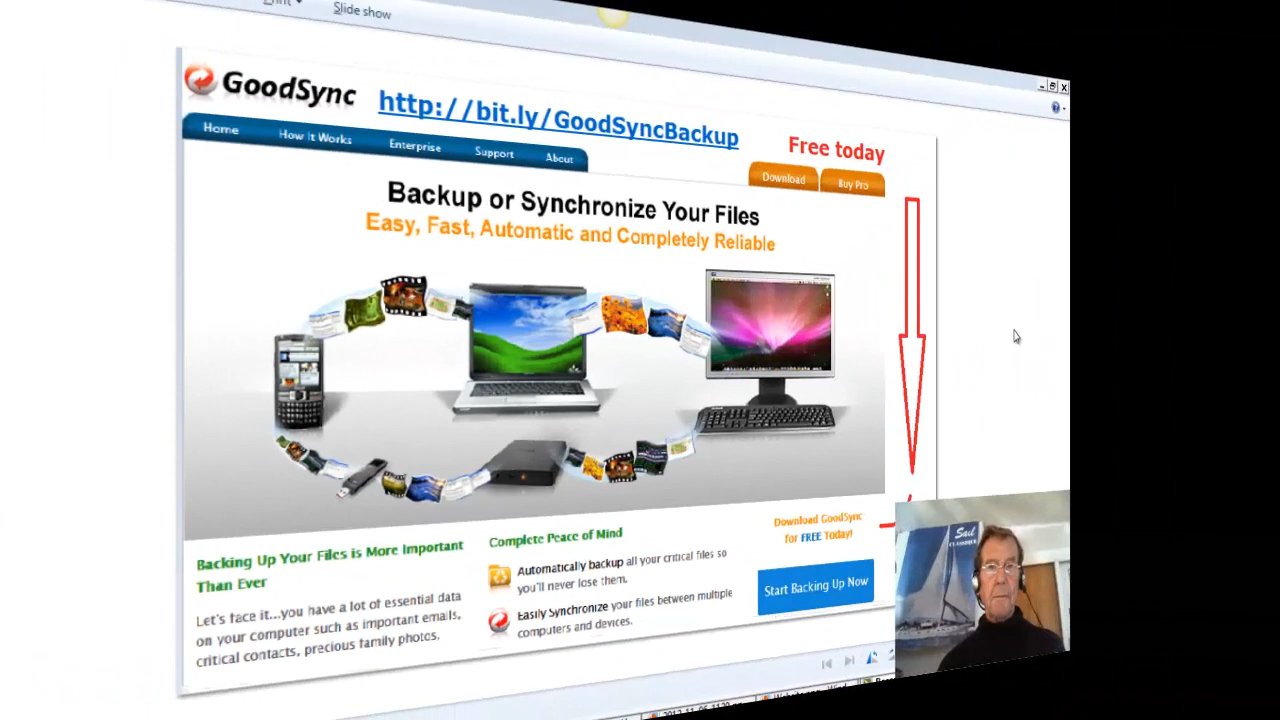 Slide show
GoodSync
http://bit.ly/GoodSyncBackup
Free today
Home
How It Works
Enterprise
Support
About
Download
Buy Pro
Backup or Synchronize Your Files
Easy, Fast, Automatic and Completely Reliable
Backing Up Your Files is More Important
Than Ever
Let's face it...you have a lot of essential data
on your computer such as important emails,
critical contacts, precious family photos.
Complete Peace of Mind
Automatically backup all your critical files so
you'll never lose them.
Easily Synchronize your files between multiple
computers and devices.
Download GoodSync
for FREE Today!
Start Backing Up Now
Sail